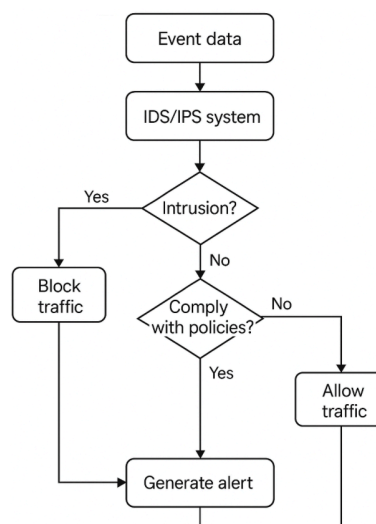 Event data
IDS/IPS system
Intrusion?
Yes
No
Block
traffic
Comply
with policies?
No
Yes
Allow
traffic
Generate alert